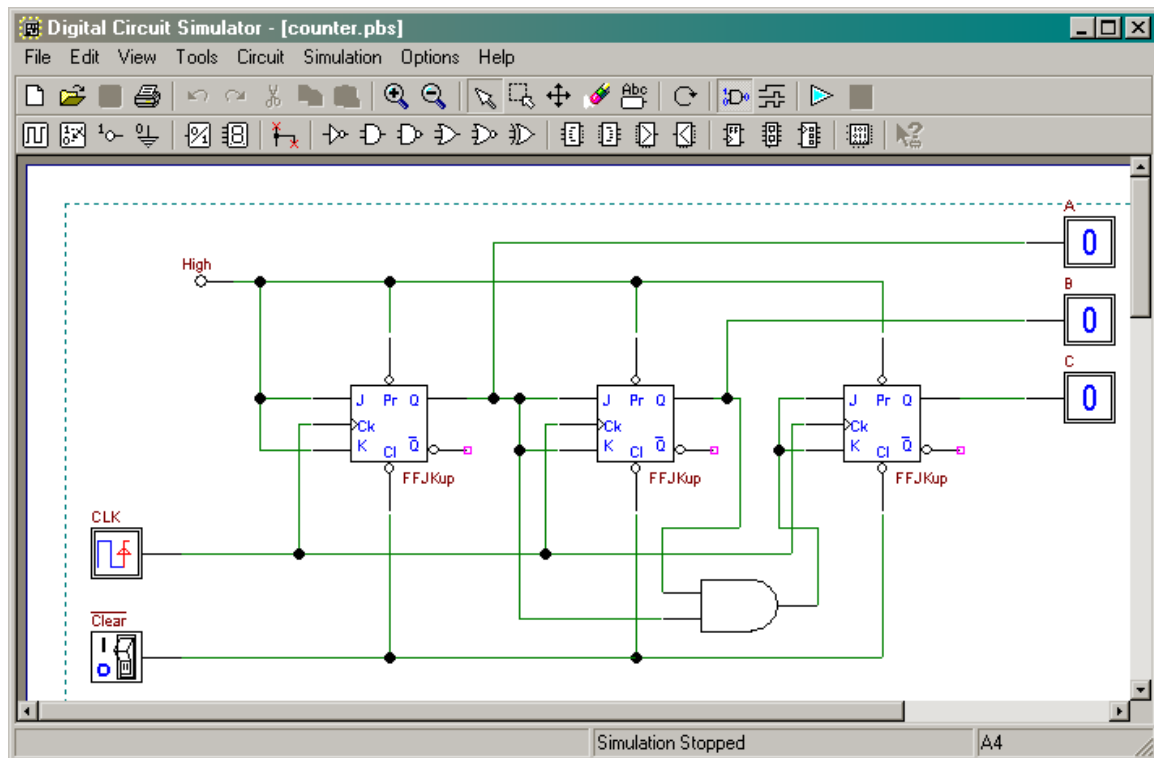 Digital Circuit Simulator - [counter.pbs]
File Edit View Tools Circuit Simulation Options Help
Abc
A
0
High
B
0
C
0
J Pr Q J Pr Q J Pr Q
Ck Ck Ck
K Cl Q̅ K Cl Q̅ K Cl Q̅
FFJKup FFJKup FFJKup
CLK
C̅l̅e̅a̅r̅
Simulation Stopped A4